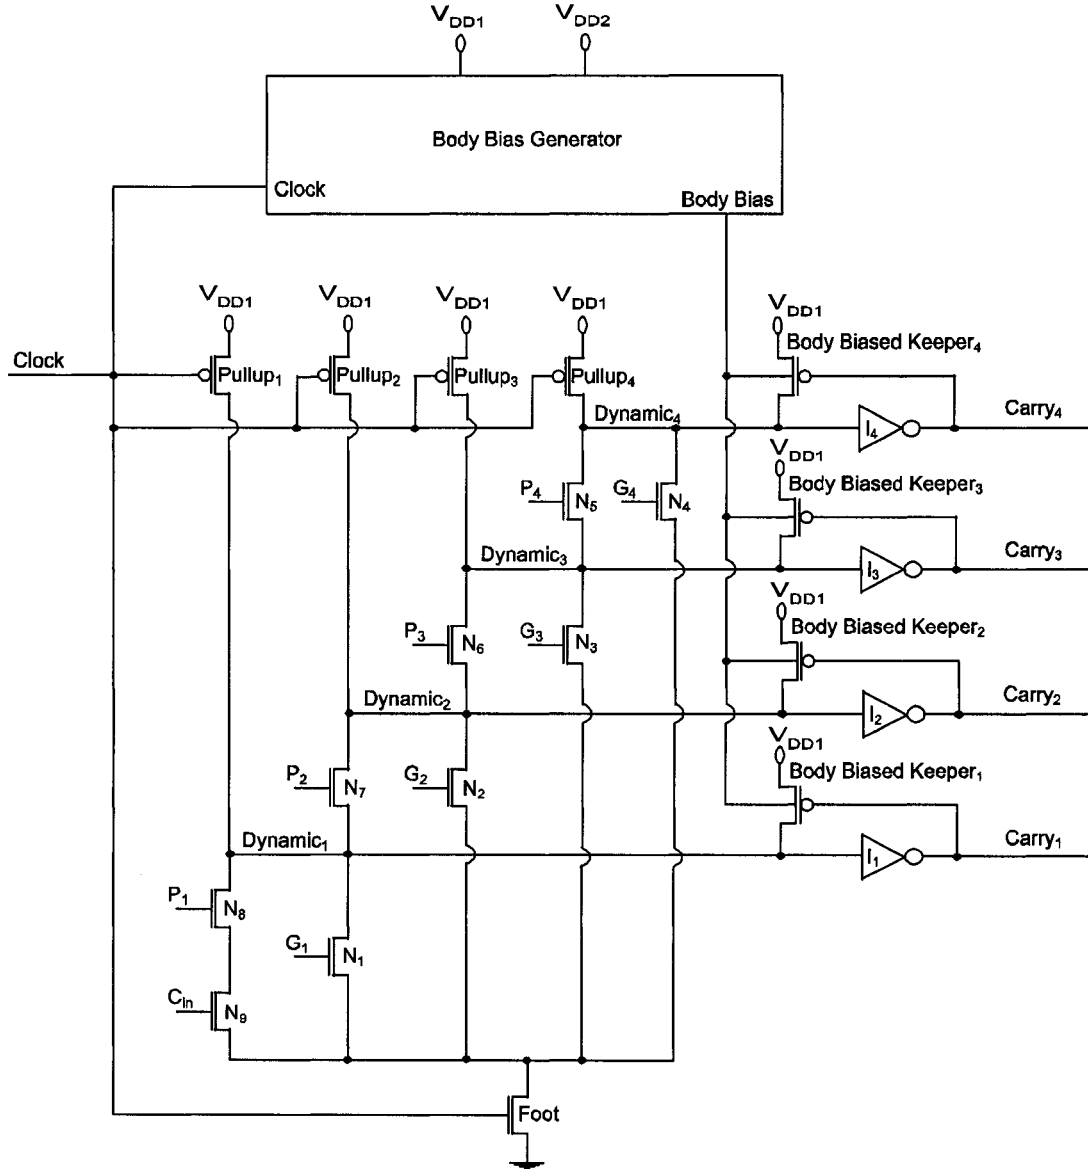 VDD1 VDD2
Body Bias Generator
Clock
Body Bias
VDD1 VDD1 VDD1 VDD1 VDD1
Body Biased Keeper4
Clock
Pullup1 Pullup2 Pullup3 Pullup4
Dynamic4 I4 Carry4
VDD1
Body Biased Keeper3
P4 N5 G4 N4
Dynamic3 I3 Carry3
VDD1
Body Biased Keeper2
P3 N6 G3 N3
Dynamic2 I2 Carry2
VDD1
Body Biased Keeper1
P2 N7 G2 N2
Dynamic1 I1 Carry1
P1 N8
G1 N1
Cin N9
Foot